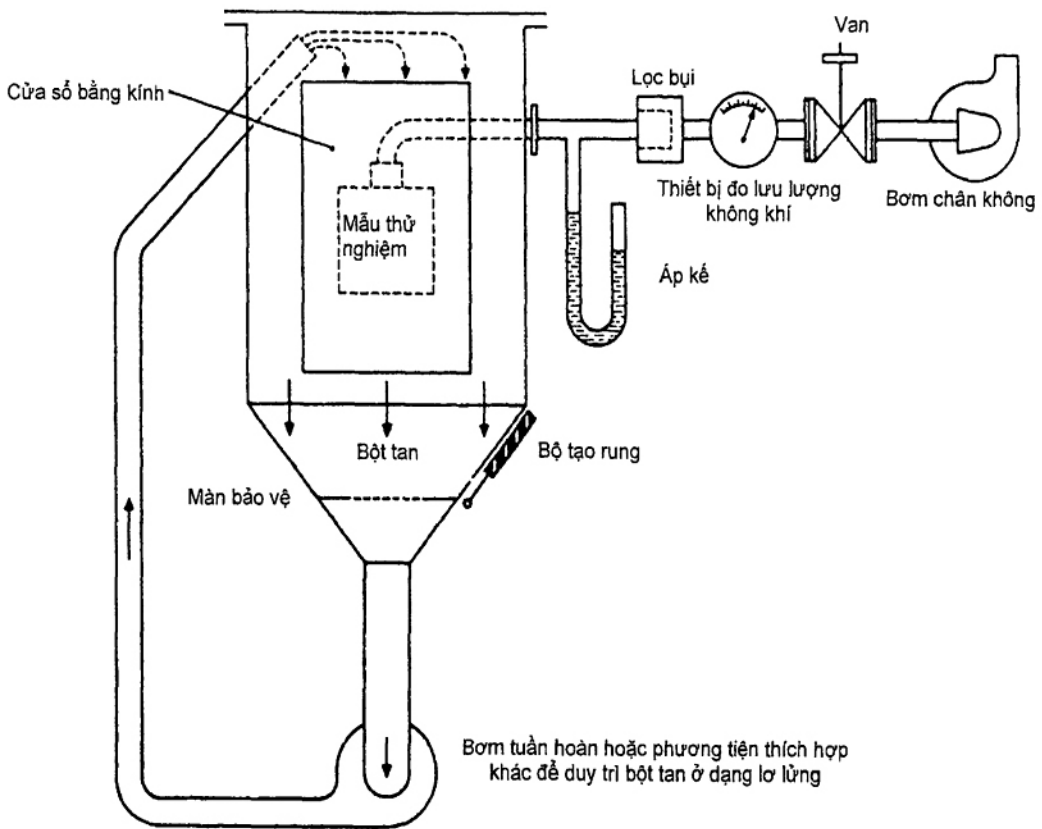 Van
Lọc bụi
Cửa sổ bằng kính
Thiết bị đo lưu lượng
không khí
Bơm chân không
Mẫu thử
nghiệm
Áp kế
Bột tan
Bộ tạo rung
Màn bảo vệ
Bơm tuần hoàn hoặc phương tiện thích hợp
khác để duy trì bột tan ở dạng lơ lửng